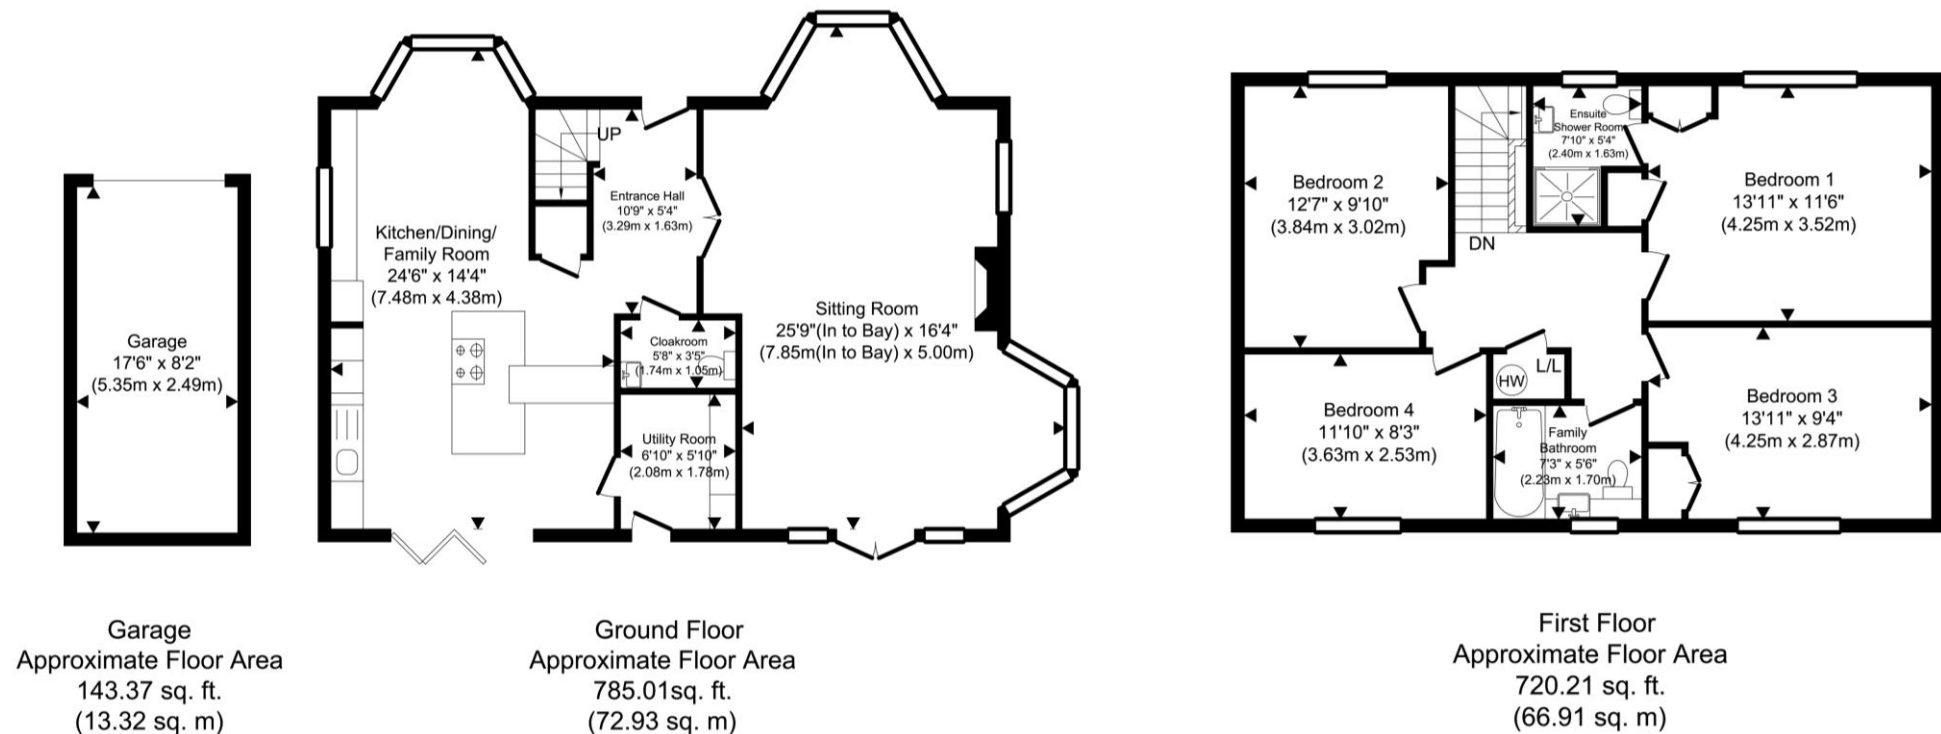 Garage
17'6" x 8'2"
(5.35m x 2.49m)
Kitchen/Dining/
Family Room
24'6" x 14'4"
(7.48m x 4.38m)
UP
Entrance Hall
10'9" x 5'4"
(3.29m x 1.63m)
Cloakroom
5'8" x 3'5"
(1.74m x 1.05m)
Utility Room
6'10" x 5'10"
(2.08m x 1.78m)
Sitting Room
25'9"(In to Bay) x 16'4"
(7.85m(In to Bay) x 5.00m)
Bedroom 2
12'7" x 9'10"
(3.84m x 3.02m)
DN
Ensuite
Shower Room
7'10" x 5'4"
(2.40m x 1.63m)
Bedroom 1
13'11" x 11'6"
(4.25m x 3.52m)
Bedroom 4
11'10" x 8'3"
(3.63m x 2.53m)
HW
L/L
Family
Bathroom
7'3" x 5'6"
(2.23m x 1.70m)
Bedroom 3
13'11" x 9'4"
(4.25m x 2.87m)
Garage
Approximate Floor Area
143.37 sq. ft.
(13.32 sq. m)
Ground Floor
Approximate Floor Area
785.01sq. ft.
(72.93 sq. m)
First Floor
Approximate Floor Area
720.21 sq. ft.
(66.91 sq. m)